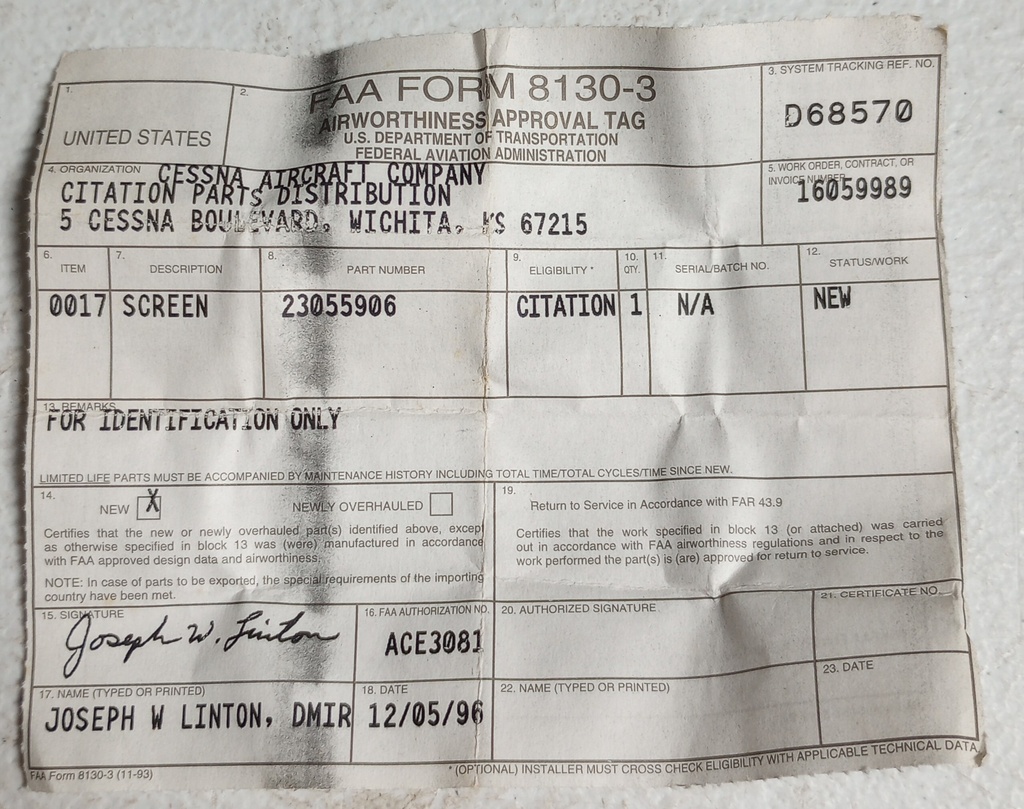 1.
UNITED STATES
2.
FAA FORM 8130-3
AIRWORTHINESS APPROVAL TAG
U.S. DEPARTMENT OF TRANSPORTATION
FEDERAL AVIATION ADMINISTRATION
3. SYSTEM TRACKING REF. NO.
D68570
4. ORGANIZATION
CESSNA AIRCRAFT COMPANY
CITATION PARTS DISTRIBUTION
5 CESSNA BOULEVARD, WICHITA, KS 67215
5. WORK ORDER, CONTRACT, OR
INVOICE NUMBER
16059989
6. ITEM
7. DESCRIPTION
8. PART NUMBER
9. ELIGIBILITY *
10. QTY.
11. SERIAL/BATCH NO.
12. STATUS/WORK
0017 SCREEN 23055906 CITATION 1 N/A NEW
13. REMARKS
FOR IDENTIFICATION ONLY
LIMITED LIFE PARTS MUST BE ACCOMPANIED BY MAINTENANCE HISTORY INCLUDING TOTAL TIME/TOTAL CYCLES/TIME SINCE NEW.
14.
NEW X NEWLY OVERHAULED
Certifies that the new or newly overhauled part(s) identified above, except
as otherwise specified in block 13 was (were) manufactured in accordance
with FAA approved design data and airworthiness.
NOTE: In case of parts to be exported, the special requirements of the importing
country have been met.
19.
Return to Service in Accordance with FAR 43.9
Certifies that the work specified in block 13 (or attached) was carried
out in accordance with FAA airworthiness regulations and in respect to the
work performed the part(s) is (are) approved for return to service.
15. SIGNATURE
Joseph W. Linton
16. FAA AUTHORIZATION NO.
ACE3081
20. AUTHORIZED SIGNATURE
21. CERTIFICATE NO.
17. NAME (TYPED OR PRINTED)
JOSEPH W LINTON, DMIR
18. DATE
12/05/96
22. NAME (TYPED OR PRINTED)
23. DATE
FAA Form 8130-3 (11-93)
* (OPTIONAL) INSTALLER MUST CROSS CHECK ELIGIBILITY WITH APPLICABLE TECHNICAL DATA